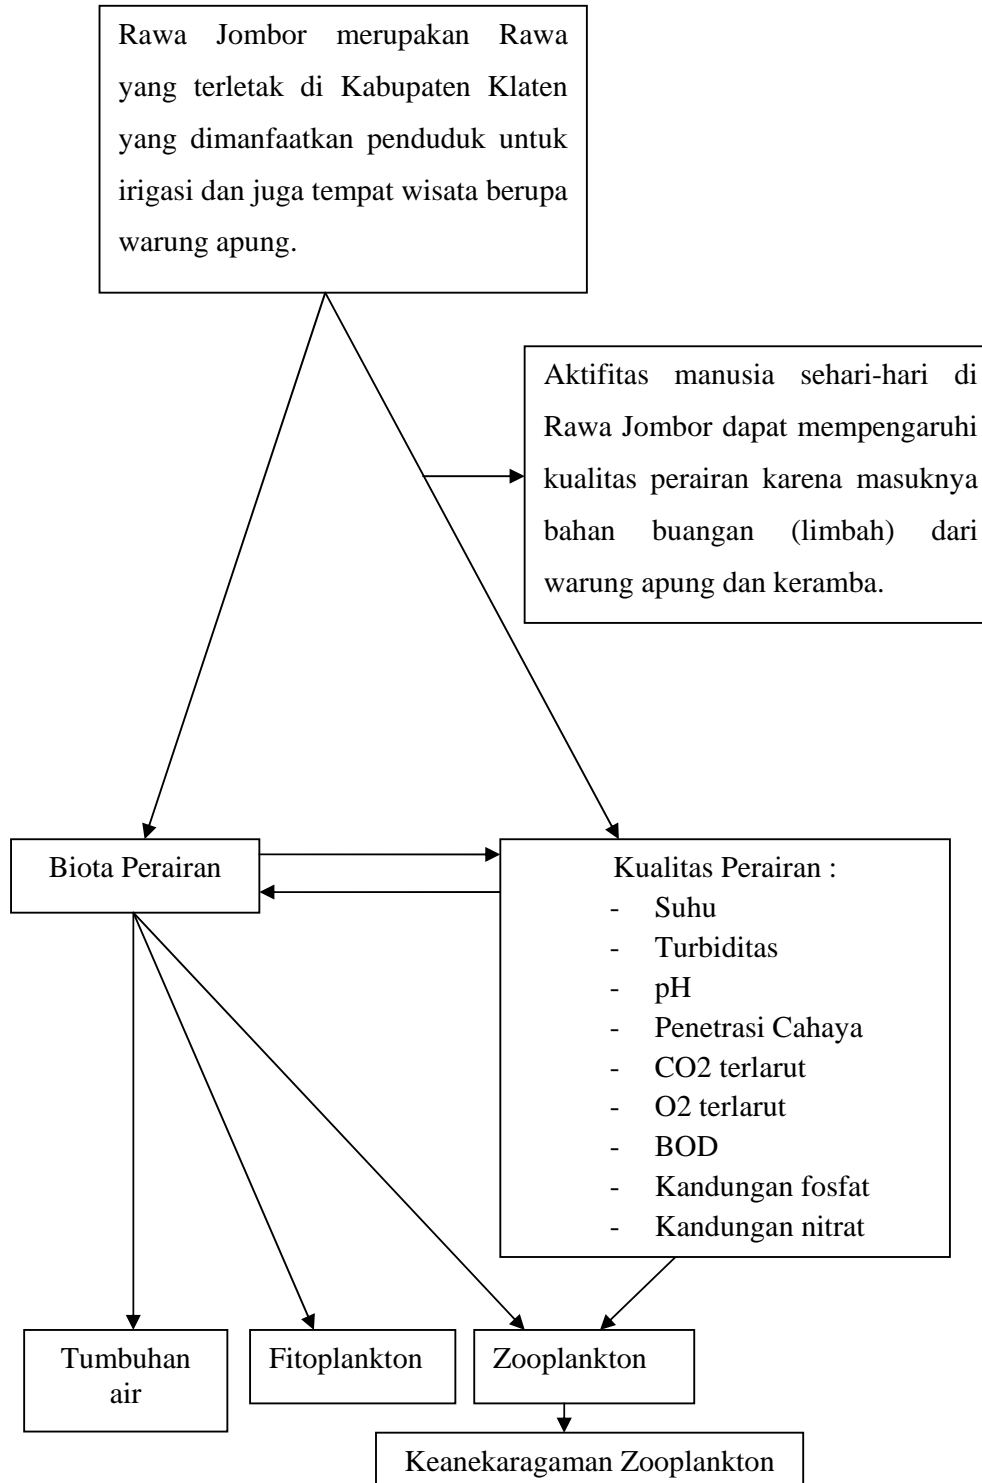 Rawa Jombor merupakan Rawa
yang terletak di Kabupaten Klaten
yang dimanfaatkan penduduk untuk
irigasi dan juga tempat wisata berupa
warung apung.
Aktifitas manusia sehari-hari di
Rawa Jombor dapat mempengaruhi
kualitas perairan karena masuknya
bahan buangan (limbah) dari
warung apung dan keramba.
Biota Perairan
Kualitas Perairan :
- Suhu
- Turbiditas
- pH
- Penetrasi Cahaya
- CO2 terlarut
- O2 terlarut
- BOD
- Kandungan fosfat
- Kandungan nitrat
Tumbuhan
air
Fitoplankton
Zooplankton
Keanekaragaman Zooplankton